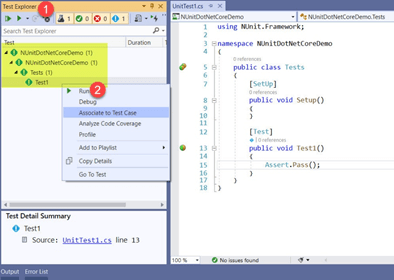 Test Explorer
1
1
0
0
1
Search Test Explorer
Test
Duration
NUnitDotNetCoreDemo (1)
NUnitDotNetCoreDemo (1)
Tests (1)
Test1
Run
2
Debug
Associate to Test Case
Analyze Code Coverage
Profile
Add to Playlist
Copy Details
Go To Test
Test Detail Summary
Test1
Source: UnitTest1.cs line 13
Output Error List
UnitTest1.cs
NUnitDotNetCoreDemo
NUnitDotNetCoreDemo.Tests
1 using NUnit.Framework;
2
3 namespace NUnitDotNetCoreDemo
4 {
0 references
5 public class Tests
6 {
7 [SetUp]
0 references
8 public void Setup()
9 {
10 }
11
12 [Test]
0 references
13 public void Test1()
14 {
15 Assert.Pass();
16 }
17 }
18 }
100 %
No issues found